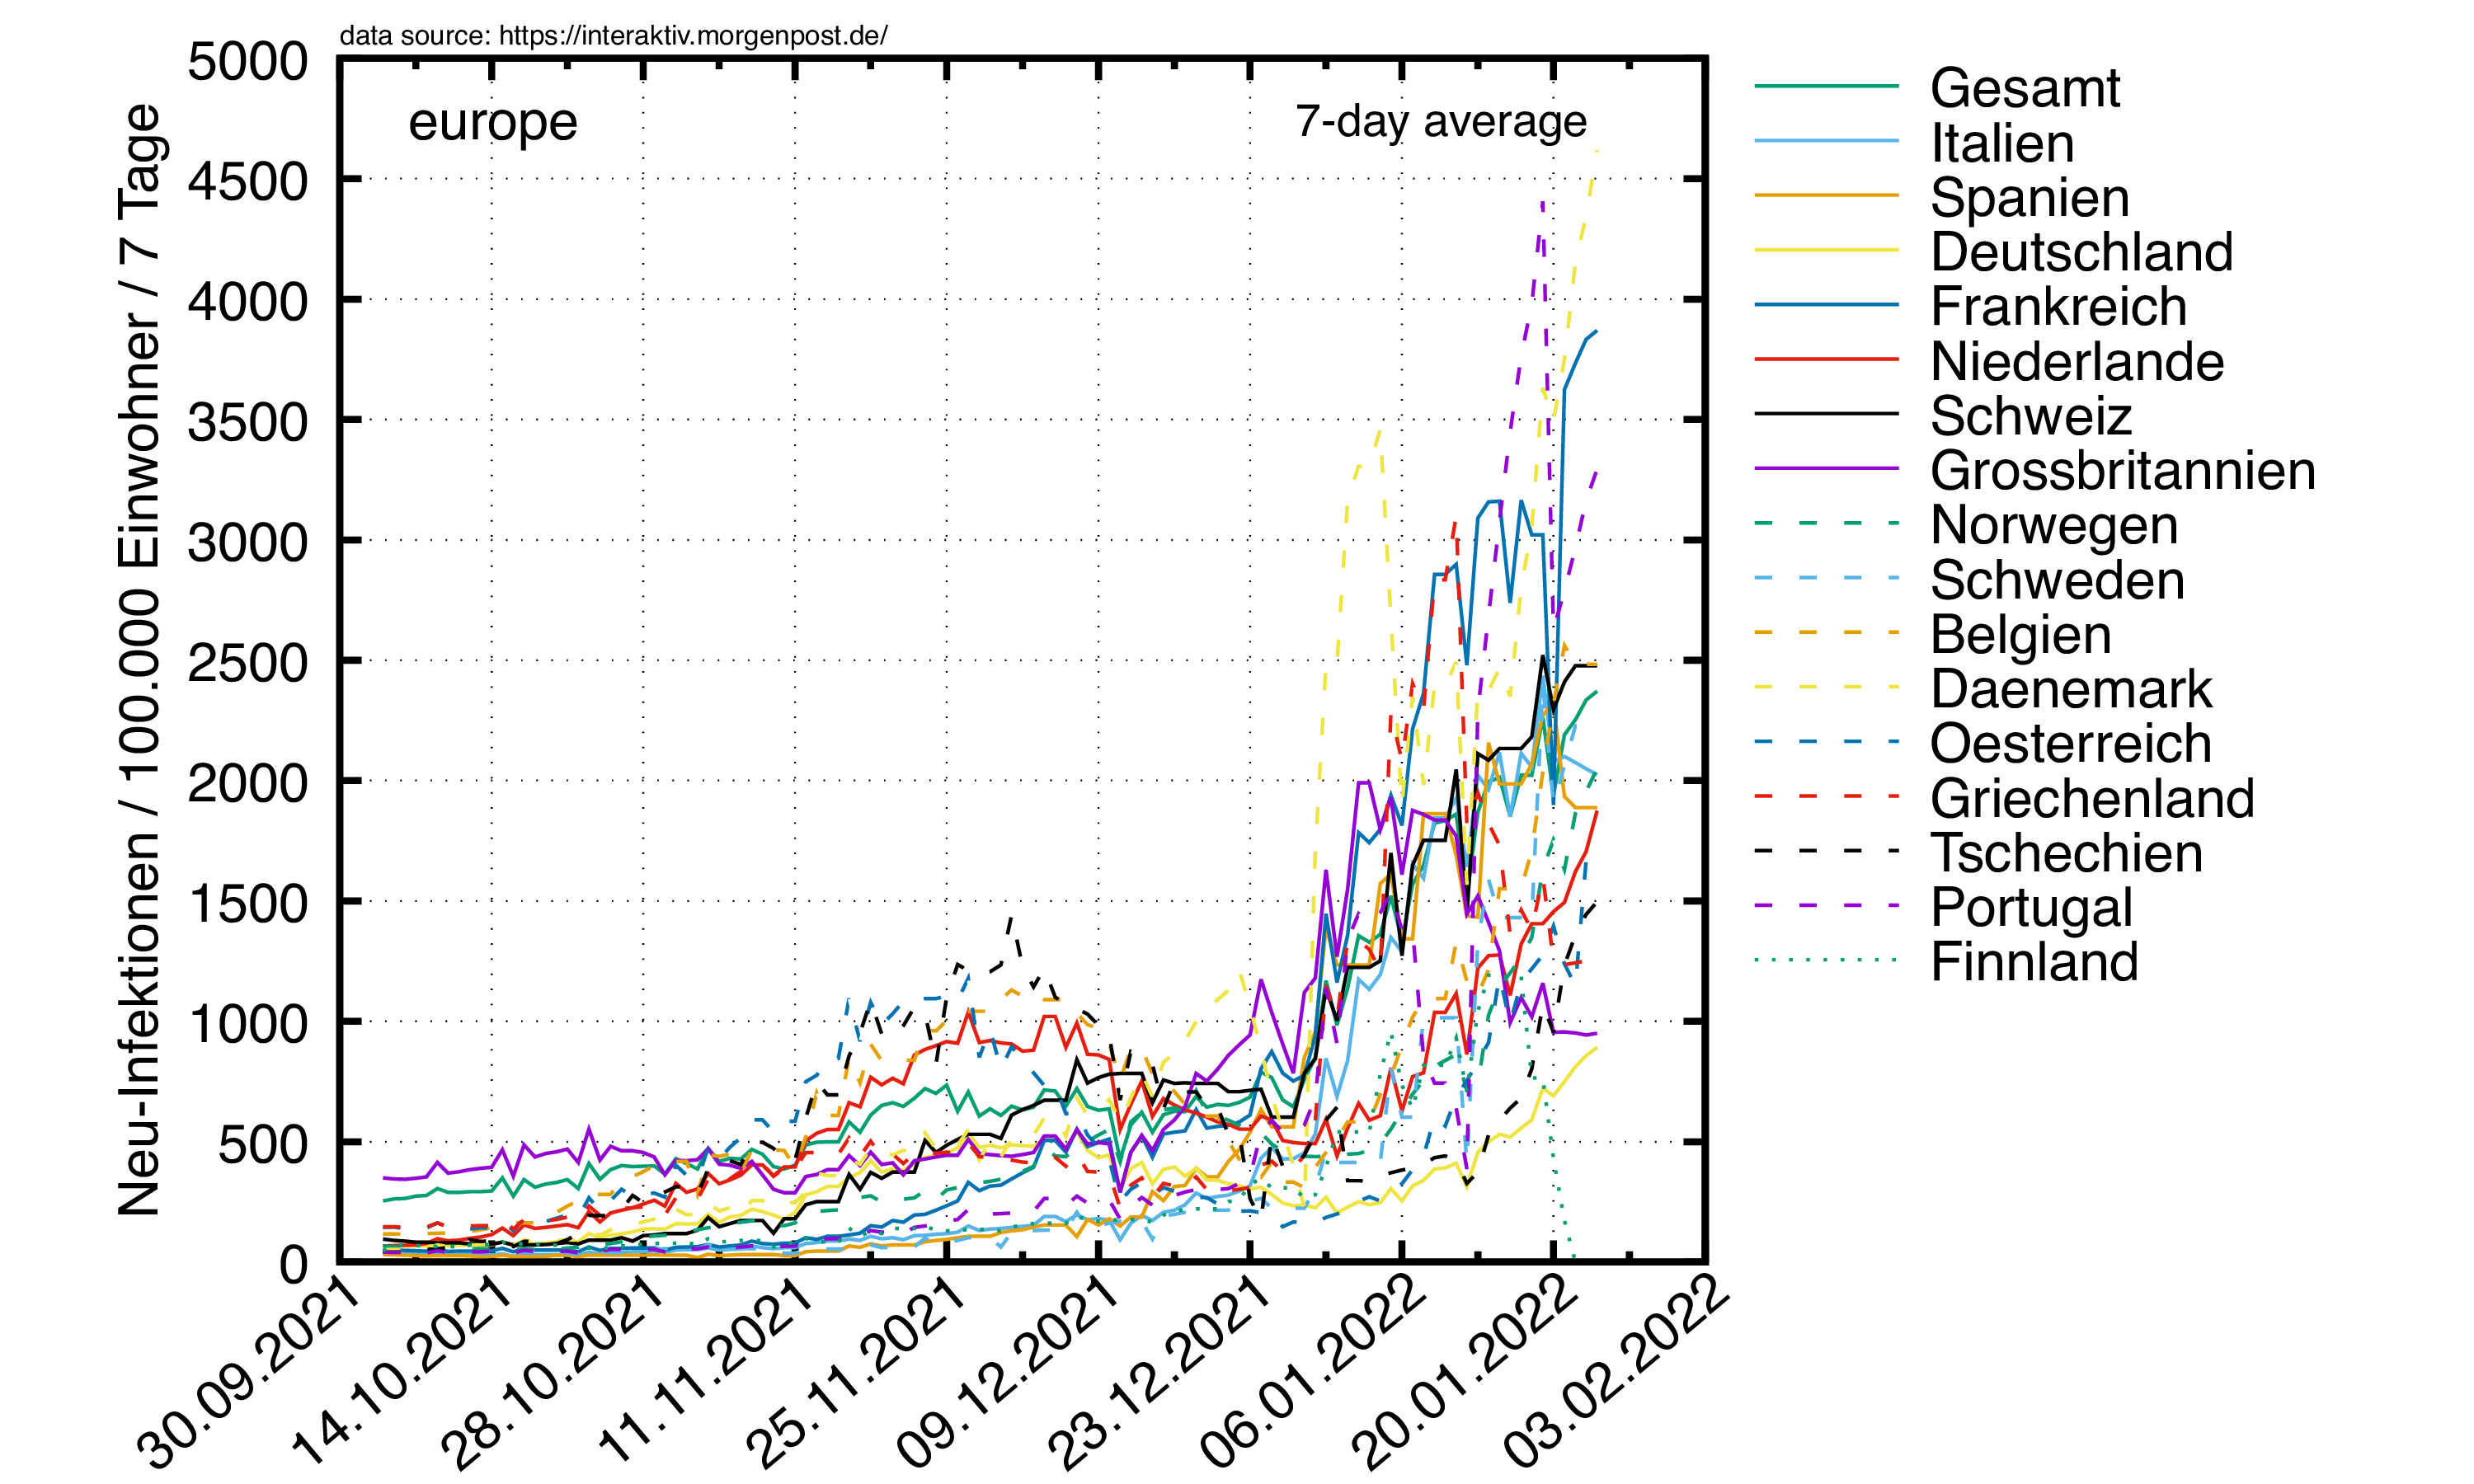 data source: https://interaktiv.morgenpost.de/
europe
7-day average
Neu-Infektionen / 100.000 Einwohner / 7 Tage
5000
4500
4000
3500
3000
2500
2000
1500
1000
500
0
30.09.2021
14.10.2021
28.10.2021
11.11.2021
25.11.2021
09.12.2021
23.12.2021
06.01.2022
20.01.2022
03.02.2022
Gesamt
Italien
Spanien
Deutschland
Frankreich
Niederlande
Schweiz
Grossbritannien
Norwegen
Schweden
Belgien
Daenemark
Oesterreich
Griechenland
Tschechien
Portugal
Finnland